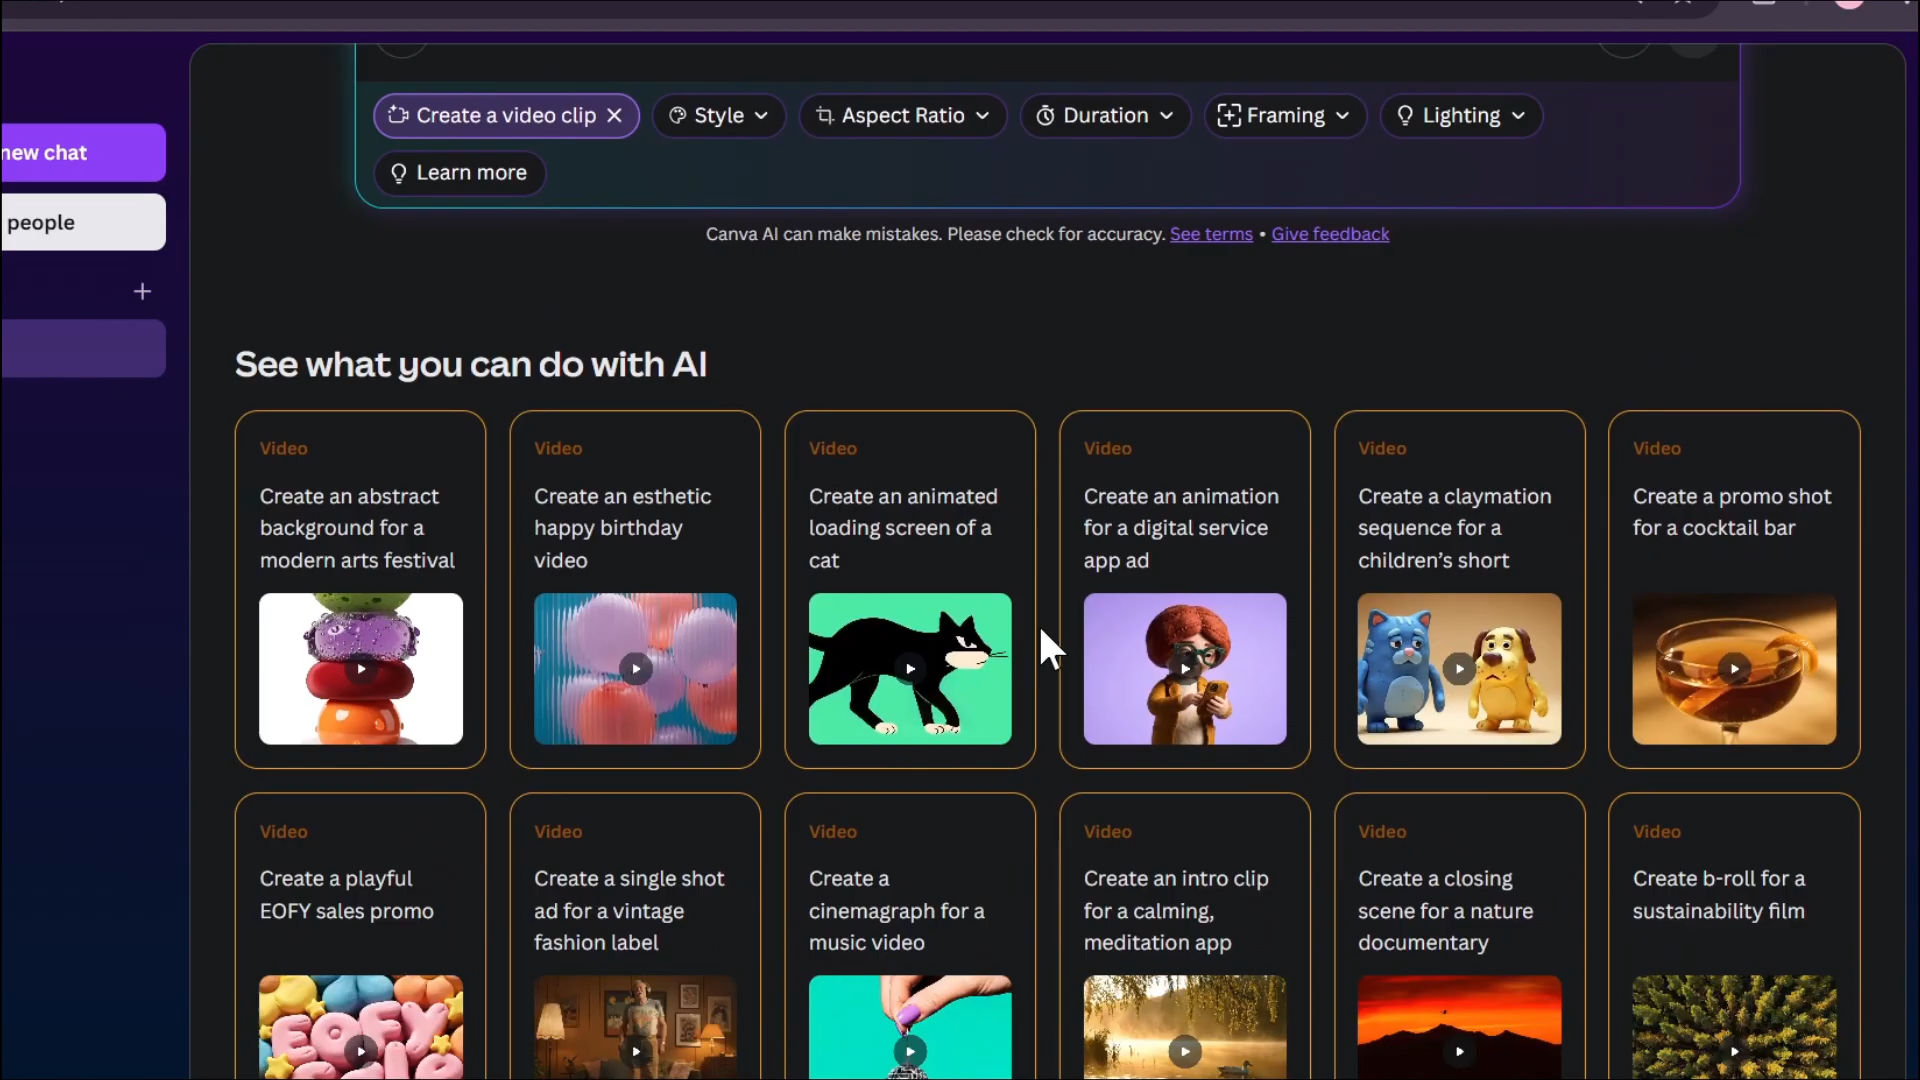 Create a video clip
Style
Aspect Ratio
Duration
Framing
Lighting
Learn more
new chat
people
Canva AI can make mistakes. Please check for accuracy. See terms • Give feedback
See what you can do with AI
Video
Create an abstract
background for a
modern arts festival
Video
Create an esthetic
happy birthday
video
Video
Create an animated
loading screen of a
cat
Video
Create an animation
for a digital service
app ad
Video
Create a claymation
sequence for a
children’s short
Video
Create a promo shot
for a cocktail bar
Video
Create a playful
EOFY sales promo
EOFY
Video
Create a single shot
ad for a vintage
fashion label
Video
Create a
cinemagraph for a
music video
Video
Create an intro clip
for a calming,
meditation app
Video
Create a closing
scene for a nature
documentary
Video
Create b-roll for a
sustainability film